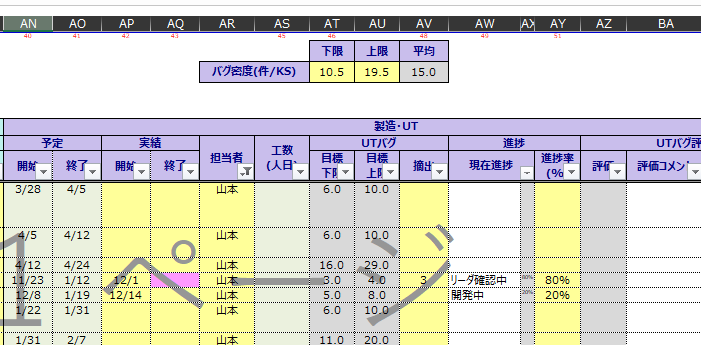 AN AO AP AQ AR AS AT AU AV AW AX AY AZ BA
40 41 42 43 45 46 47 48 49 51
下限 上限 平均
バグ密度(件/KS) 10.5 19.5 15.0
製造・UT
予定 実績 担当者 工数(人日) UTバグ 進捗 UTバグ評
開始 終了 開始 終了 目標下限 目標上限 摘出 現在進捗 進捗率(% 評価 評価コメント
3/28 4/5 山本 6.0 10.0
4/5 4/12 山本 6.0 10.0
4/12 4/24 山本 16.0 29.0
11/23 1/12 12/1 山本 3.0 4.0 3 リーダ確認中 80% 80%
12/8 1/19 12/14 山本 5.0 8.0 開発中 20% 20%
1/22 1/31 山本 6.0 10.0
1/31 2/7 山本 11.0 20.0
1 ページ